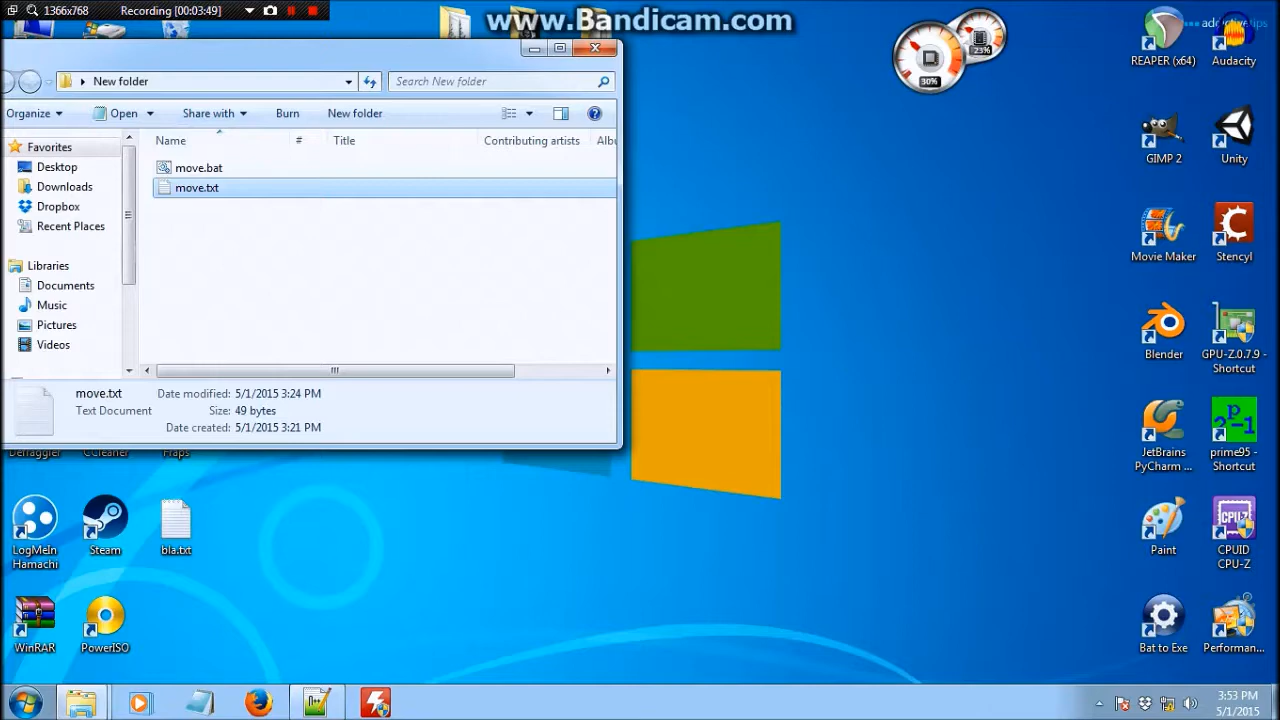 1366x768
Recording [00:03:49]
www.Bandicam.com
addictivetips
New folder
Search New folder
Organize
Open
Share with
Burn
New folder
Name
#
Title
Contributing artists
Albu
Favorites
Desktop
Downloads
Dropbox
Recent Places
Libraries
Documents
Music
Pictures
Videos
move.bat
move.txt
move.txt
Date modified: 5/1/2015 3:24 PM
Text Document
Size: 49 bytes
Date created: 5/1/2015 3:21 PM
30%
23%
REAPER (x64)
Audacity
GIMP 2
Unity
Movie Maker
Stencyl
Blender
GPU-Z.0.7.9 -
Shortcut
JetBrains
PyCharm ...
prime95 -
Shortcut
Paint
CPUID
CPU-Z
Bat to Exe
Performan...
Defraggler
CCleaner
Fraps
LogMeIn
Hamachi
Steam
bla.txt
WinRAR
PowerISO
3:53 PM
5/1/2015